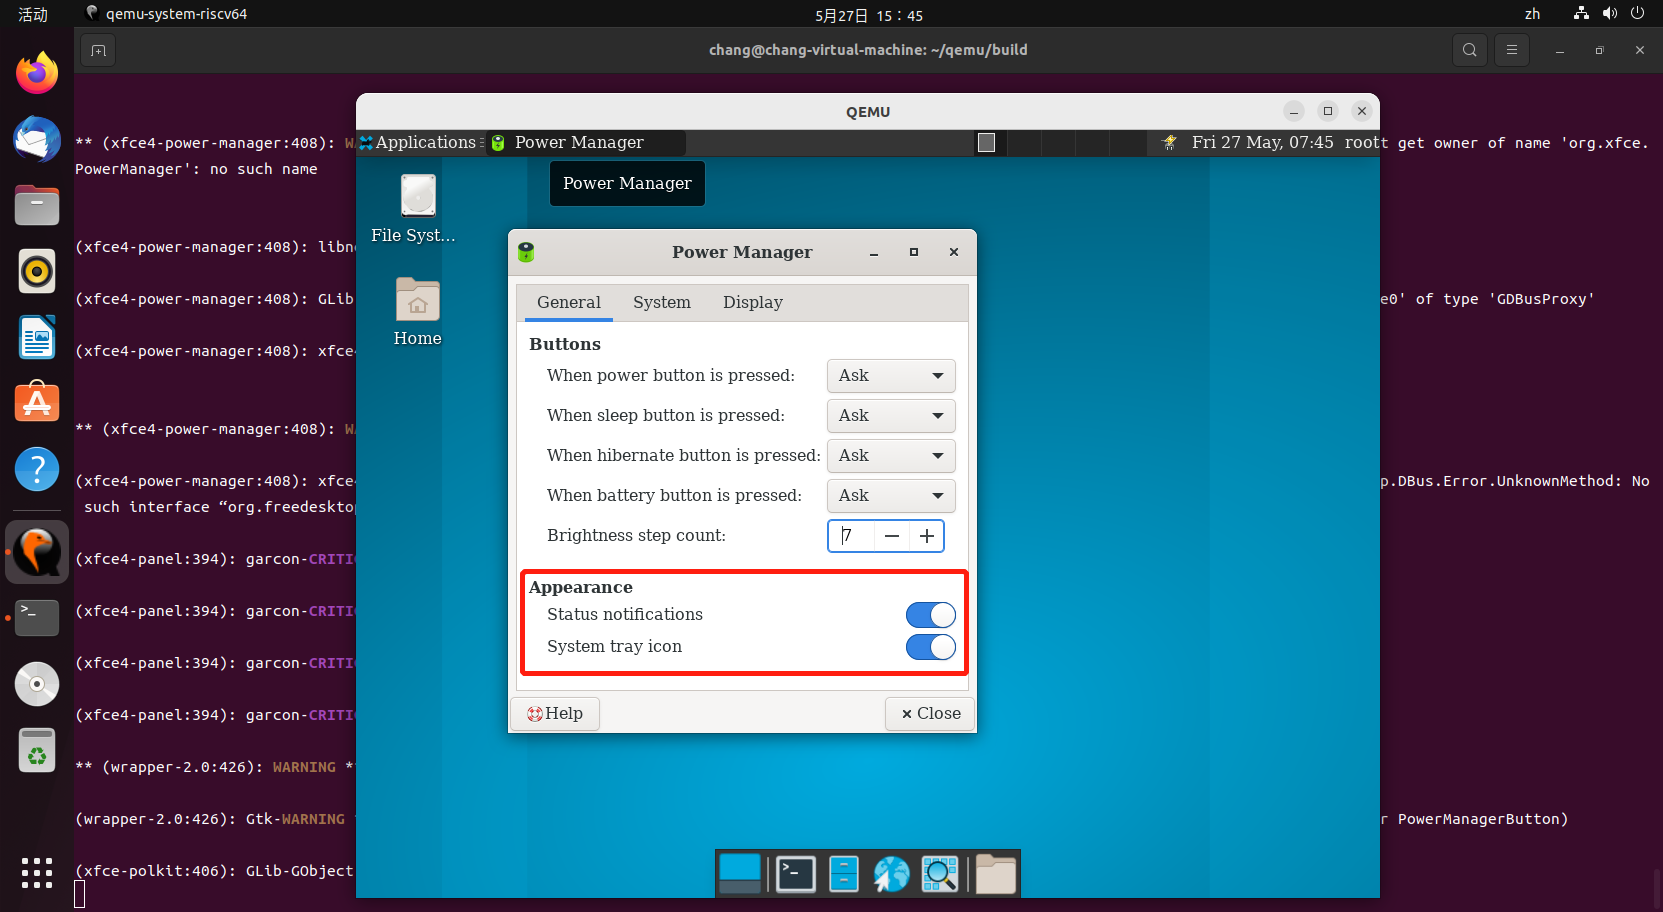 活动
qemu-system-riscv64
5月27日 15：45
zh
chang@chang-virtual-machine: ~/qemu/build
QEMU
** (xfce4-power-manager:408): W
t get owner of name 'org.xfce.
PowerManager': no such name
(xfce4-power-manager:408): libn
(xfce4-power-manager:408): GLib
e0' of type 'GDBusProxy'
(xfce4-power-manager:408): xfce
** (xfce4-power-manager:408): W
(xfce4-power-manager:408): xfce
p.DBus.Error.UnknownMethod: No
such interface “org.freedesktop
(xfce4-panel:394): garcon-CRITI
(xfce4-panel:394): garcon-CRITI
(xfce4-panel:394): garcon-CRITI
(xfce4-panel:394): garcon-CRITI
** (wrapper-2.0:426): WARNING *
(wrapper-2.0:426): Gtk-WARNING
r PowerManagerButton)
(xfce-polkit:406): GLib-GObject
Applications
Power Manager
Fri 27 May, 07:45 root
Power Manager
File Syst...
Home
Power Manager
General System Display
Buttons
When power button is pressed: Ask
When sleep button is pressed: Ask
When hibernate button is pressed: Ask
When battery button is pressed: Ask
Brightness step count: 7
Appearance
Status notifications
System tray icon
Help
Close